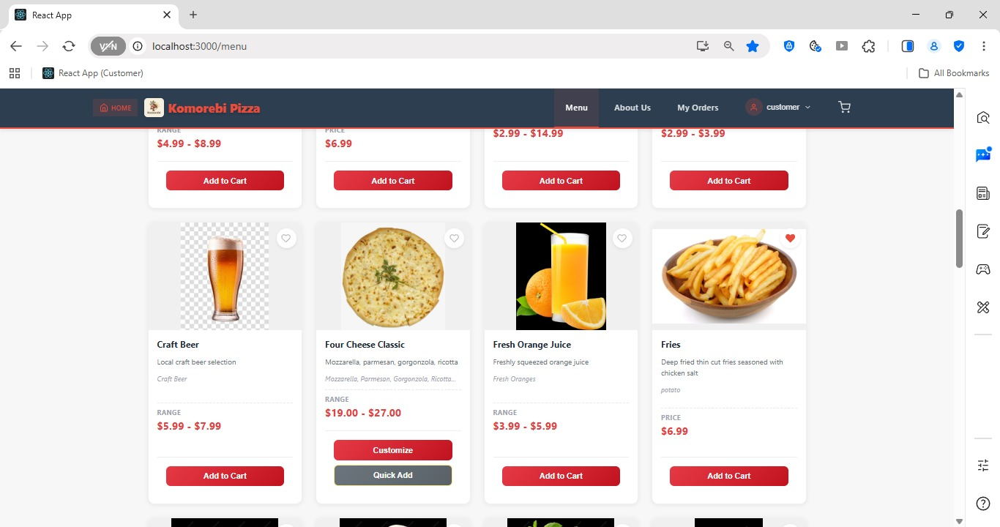 React App
VPN
localhost:3000/menu
React App (Customer)
All Bookmarks
HOME
Komorebi Pizza
Menu
About Us
My Orders
customer
RANGE
PRICE
$4.99 - $8.99
$6.99
$2.99 - $14.99
$2.99 - $3.99
Add to Cart
Add to Cart
Add to Cart
Add to Cart
Craft Beer
Local craft beer selection
Craft Beer
RANGE
$5.99 - $7.99
Add to Cart
Four Cheese Classic
Mozzarella, parmesan, gorgonzola, ricotta
Mozzarella, Parmesan, Gorgonzola, Ricotta...
RANGE
$19.00 - $27.00
Customize
Quick Add
Fresh Orange Juice
Freshly squeezed orange juice
Fresh Oranges
RANGE
$3.99 - $5.99
Add to Cart
Fries
Deep fried thin cut fries seasoned with
chicken salt
potato
PRICE
$6.99
Add to Cart